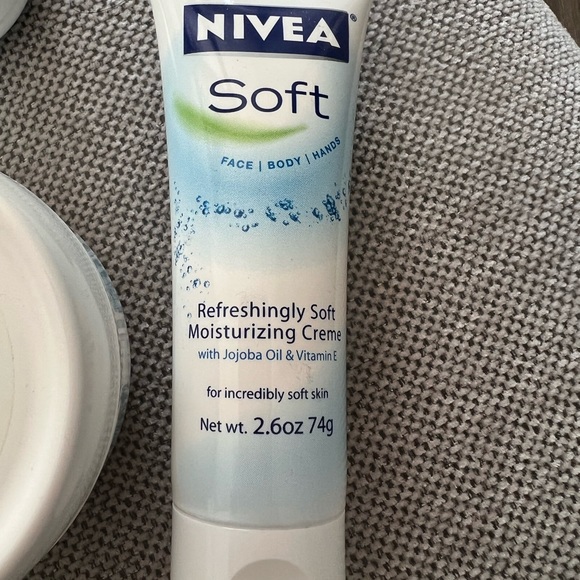 NIVEA®
Soft
FACE | BODY | HANDS
Refreshingly Soft
Moisturizing Creme
with Jojoba Oil & Vitamin E
for incredibly soft skin
Net wt. 2.6oz 74g